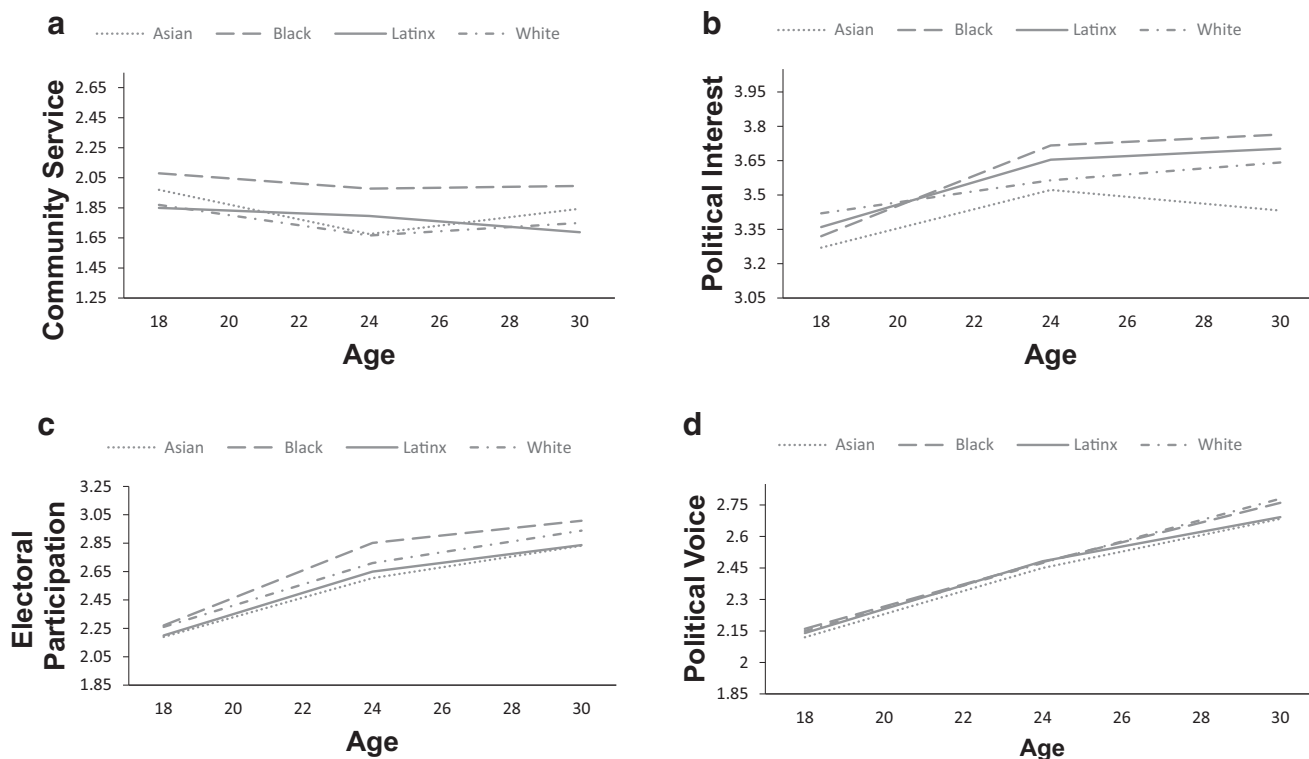 a
Asian Black Latinx White
Community Service
2.65
2.45
2.25
2.05
1.85
1.65
1.45
1.25
18 20 22 24 26 28 30
Age
b
Asian Black Latinx White
Political Interest
3.95
3.8
3.65
3.5
3.35
3.2
3.05
18 20 22 24 26 28 30
Age
c
Asian Black Latinx White
Electoral
Participation
3.25
3.05
2.85
2.65
2.45
2.25
2.05
1.85
18 20 22 24 26 28 30
Age
d
Asian Black Latinx White
Political Voice
2.75
2.6
2.45
2.3
2.15
2
1.85
18 20 22 24 26 28 30
Age